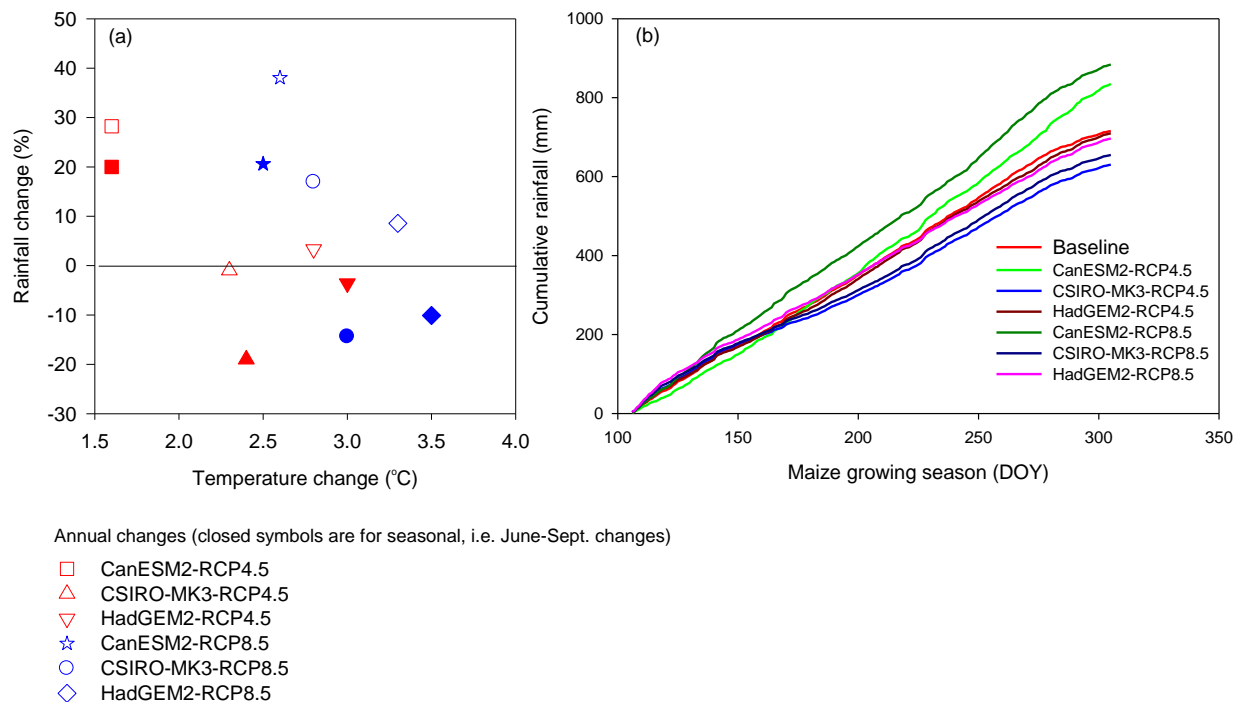 (a)
50
40
30
20
10
0
-10
-20
-30
Rainfall change (%)
1.5 2.0 2.5 3.0 3.5 4.0
Temperature change (°C)
(b)
1000
800
600
400
200
0
Cumulative rainfall (mm)
Baseline
CanESM2-RCP4.5
CSIRO-MK3-RCP4.5
HadGEM2-RCP4.5
CanESM2-RCP8.5
CSIRO-MK3-RCP8.5
HadGEM2-RCP8.5
100 150 200 250 300 350
Maize growing season (DOY)
Annual changes (closed symbols are for seasonal, i.e. June-Sept. changes)
CanESM2-RCP4.5
CSIRO-MK3-RCP4.5
HadGEM2-RCP4.5
CanESM2-RCP8.5
CSIRO-MK3-RCP8.5
HadGEM2-RCP8.5